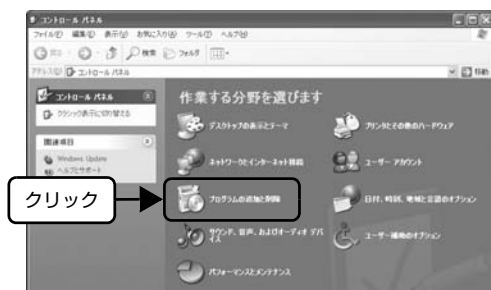 コントロール パネル
ファイル(F) 編集(E) 表示(V) お気に入り(A) ツール(T) ヘルプ(H)
戻る 検索 フォルダ
アドレス(D) コントロール パネル 移動
コントロール パネル
クラシック表示に切り替える
関連項目
Windows Update
ヘルプとサポート
作業する分野を選びます
デスクトップの表示とテーマ
プリンタとその他のハードウェア
ネットワークとインターネット接続
ユーザー アカウント
クリック
プログラムの追加と削除
日付、時刻、地域と言語のオプション
サウンド、音声、およびオーディオ デバイス
ユーザー補助のオプション
パフォーマンスとメンテナンス